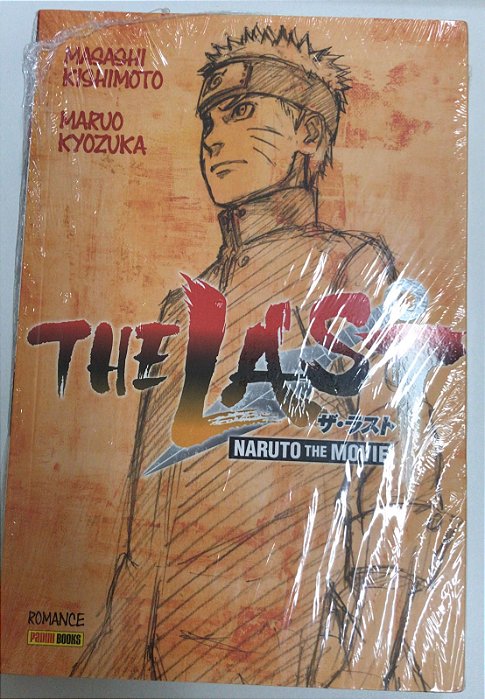 MASASHI
KISHIMOTO
MARUO
KYOZUKA
THE LAST
ザ・ラスト
NARUTO THE MOVIE
ROMANCE
PANINI BOOKS